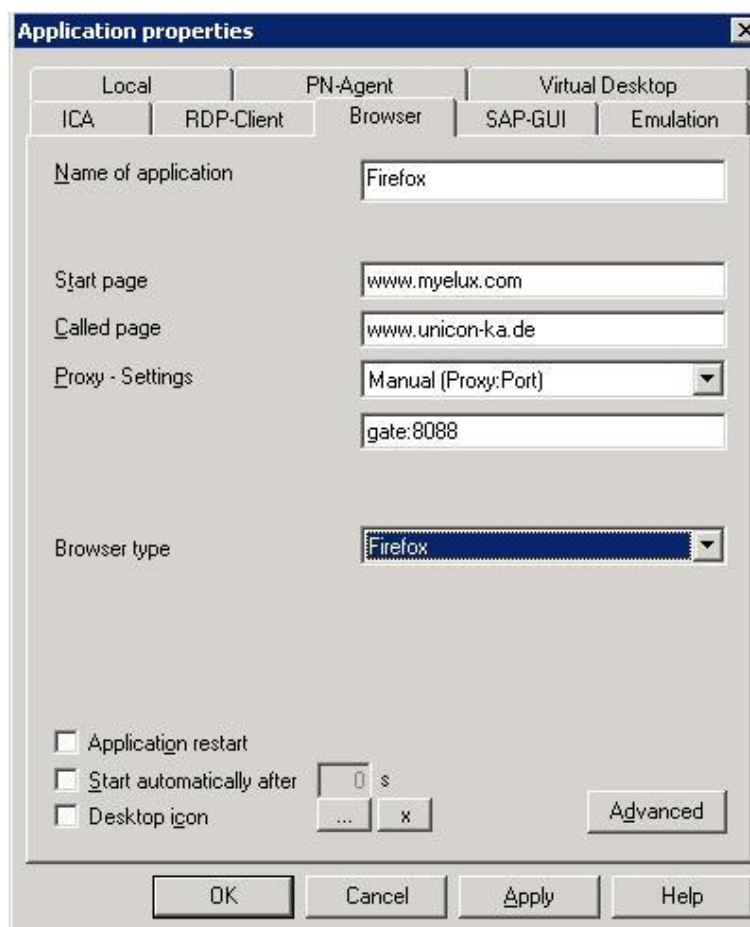 Application properties
Local PN-Agent Virtual Desktop
ICA RDP-Client Browser SAP-GUI Emulation
Name of application Firefox
Start page www.myelux.com
Called page www.unicon-ka.de
Proxy - Settings Manual (Proxy:Port)
gate:8088
Browser type Firefox
Application restart
Start automatically after 0 s
Desktop icon ... x Advanced
OK Cancel Apply Help